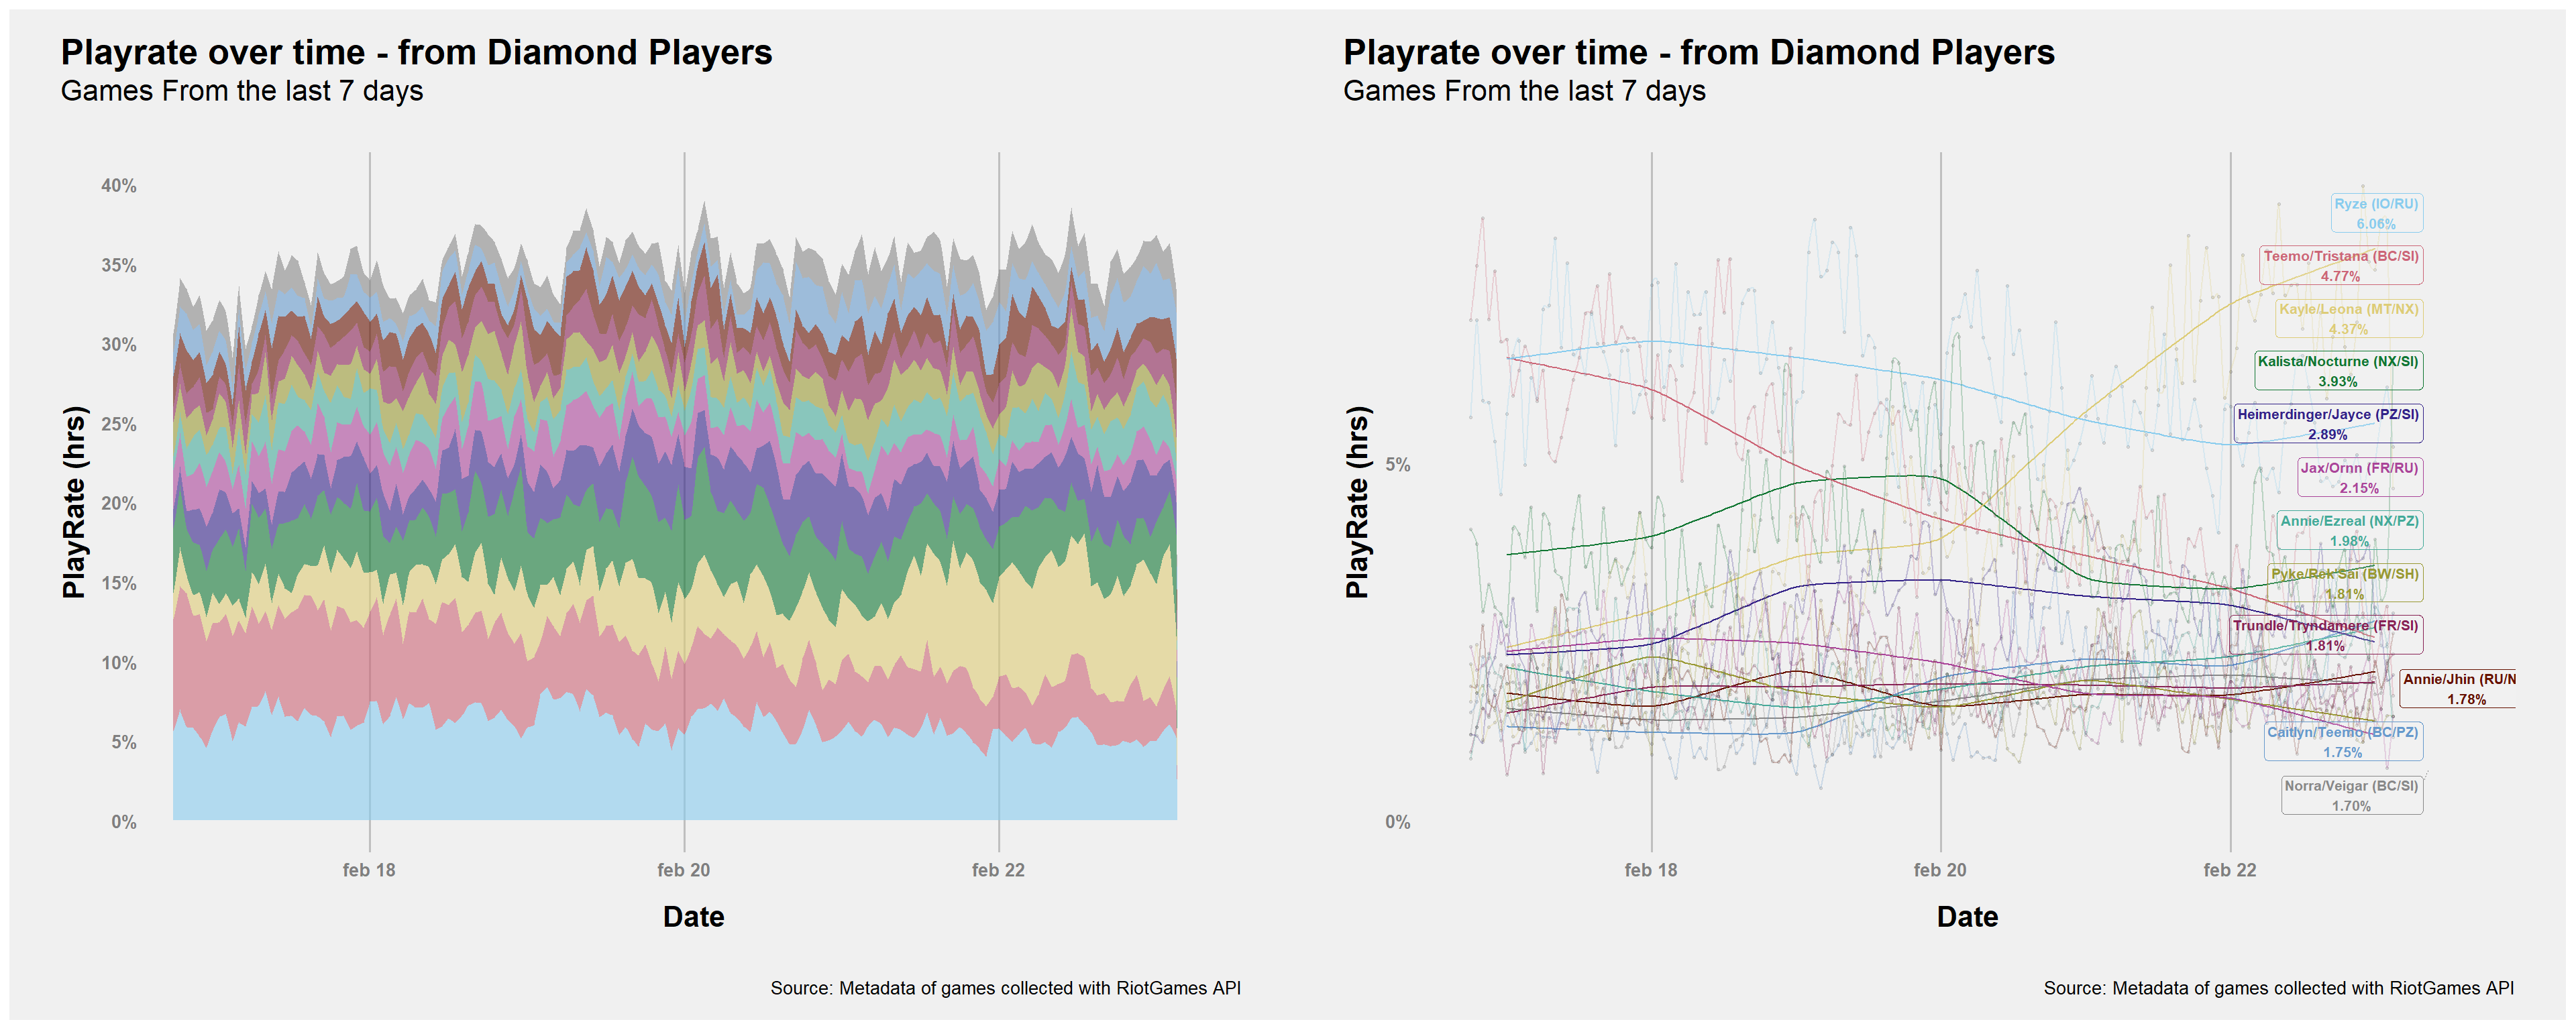 Playrate over time - from Diamond Players
Games From the last 7 days
PlayRate (hrs)
40%
35%
30%
25%
20%
15%
10%
5%
0%
feb 18
feb 20
feb 22
Date
Source: Metadata of games collected with RiotGames API
Playrate over time - from Diamond Players
Games From the last 7 days
PlayRate (hrs)
5%
0%
Ryze (IO/RU)
6.06%
Teemo/Tristana (BC/SI)
4.77%
Kayle/Leona (MT/NX)
4.37%
Kalista/Nocturne (NX/SI)
3.93%
Heimerdinger/Jayce (PZ/SI)
2.89%
Jax/Ornn (FR/RU)
2.15%
Annie/Ezreal (NX/PZ)
1.98%
Pyke/Rek'Sai (BW/SH)
1.81%
Trundle/Tryndamere (FR/SI)
1.81%
Annie/Jhin (RU/N
1.78%
Caitlyn/Teemo (BC/PZ)
1.75%
Norra/Veigar (BC/SI)
1.70%
feb 18
feb 20
feb 22
Date
Source: Metadata of games collected with RiotGames API